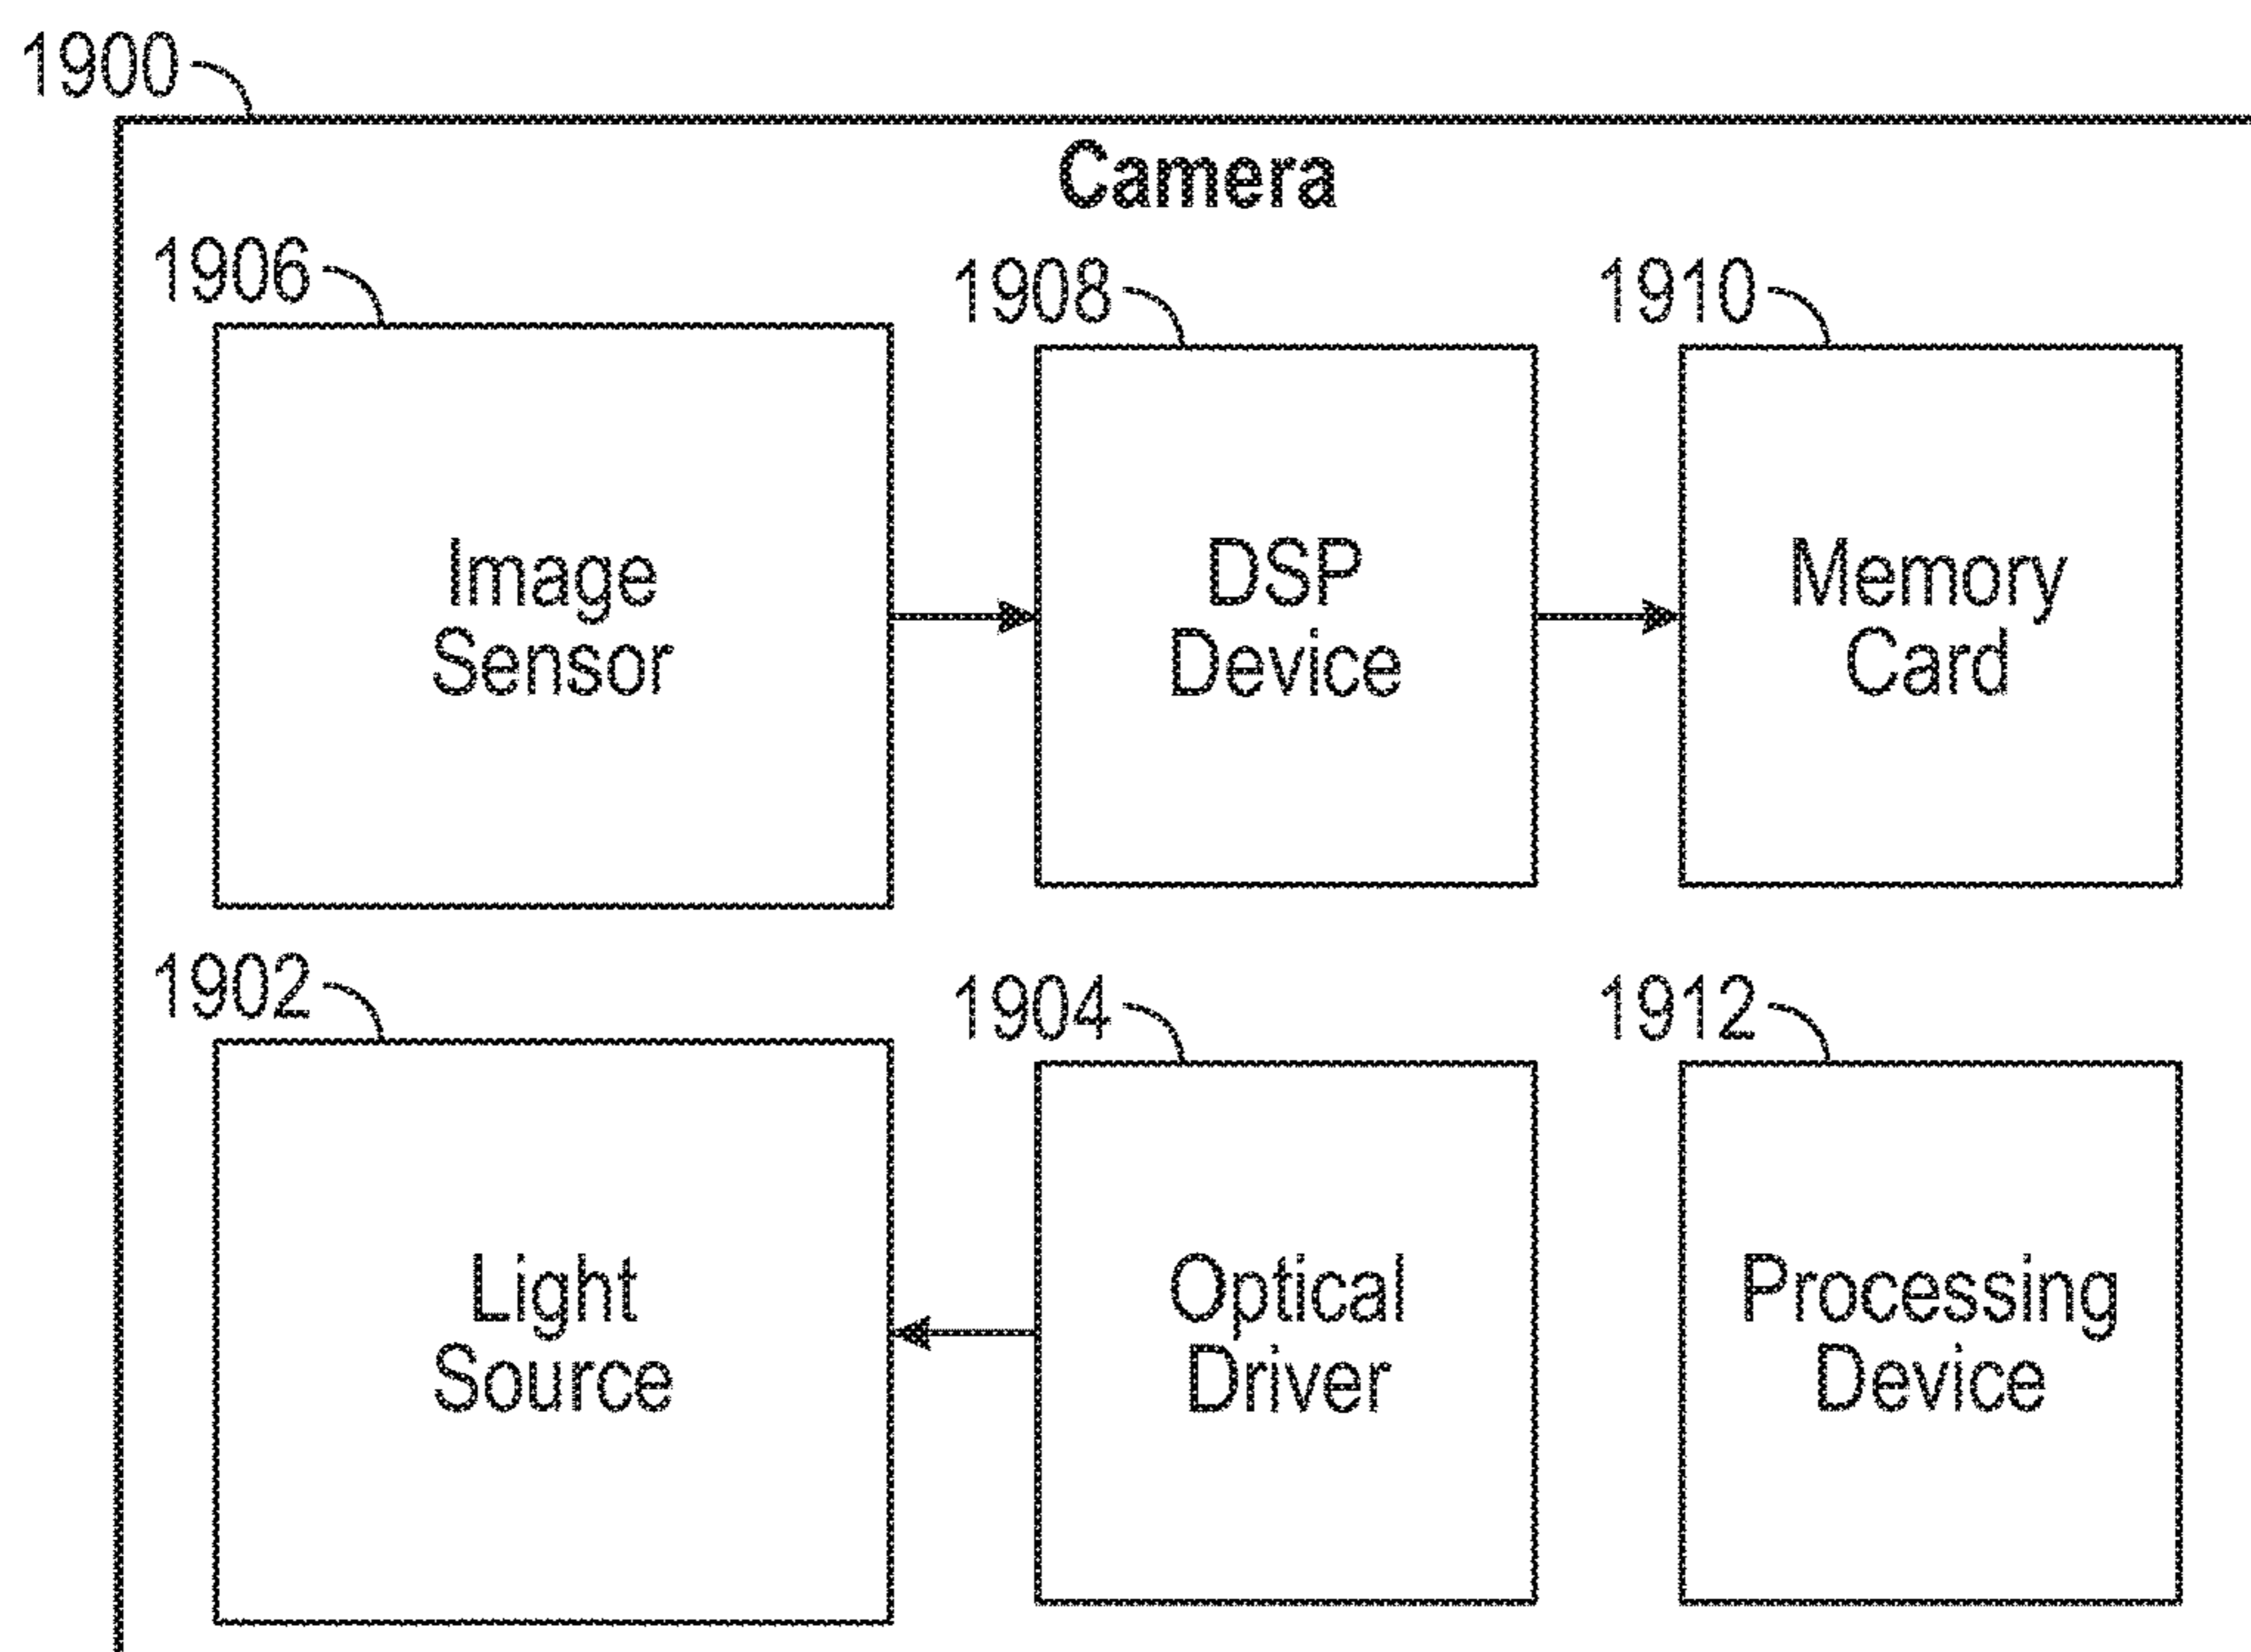 1900
Camera
1906
1908
1910
Image
Sensor
DSP
Device
Memory
Card
1902
1904
1912
Light
Source
Optical
Driver
Processing
Device